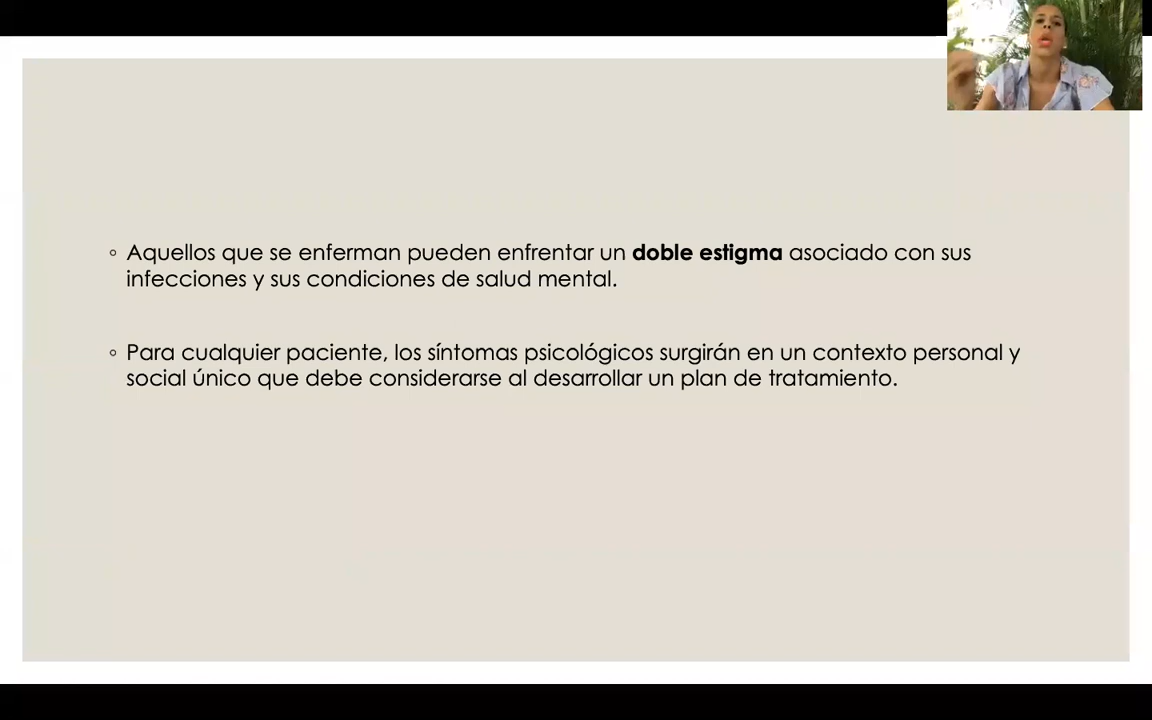 ◦ Aquellos que se enferman pueden enfrentar un doble estigma asociado con sus
infecciones y sus condiciones de salud mental.
◦ Para cualquier paciente, los síntomas psicológicos surgirán en un contexto personal y
social único que debe considerarse al desarrollar un plan de tratamiento.